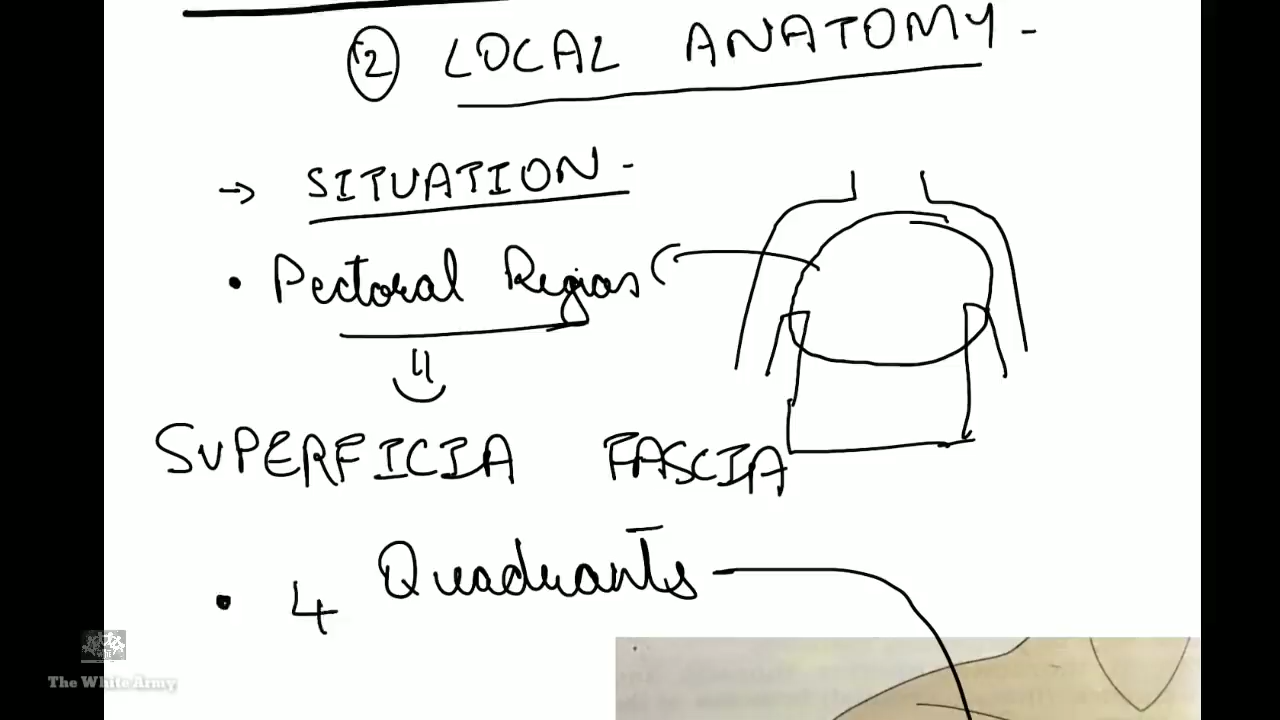 ② LOCAL ANATOMY -
→ SITUATION -
• Pectoral Region
SUPERFICIA FASCIA
• 4 Quadrants
The White Army